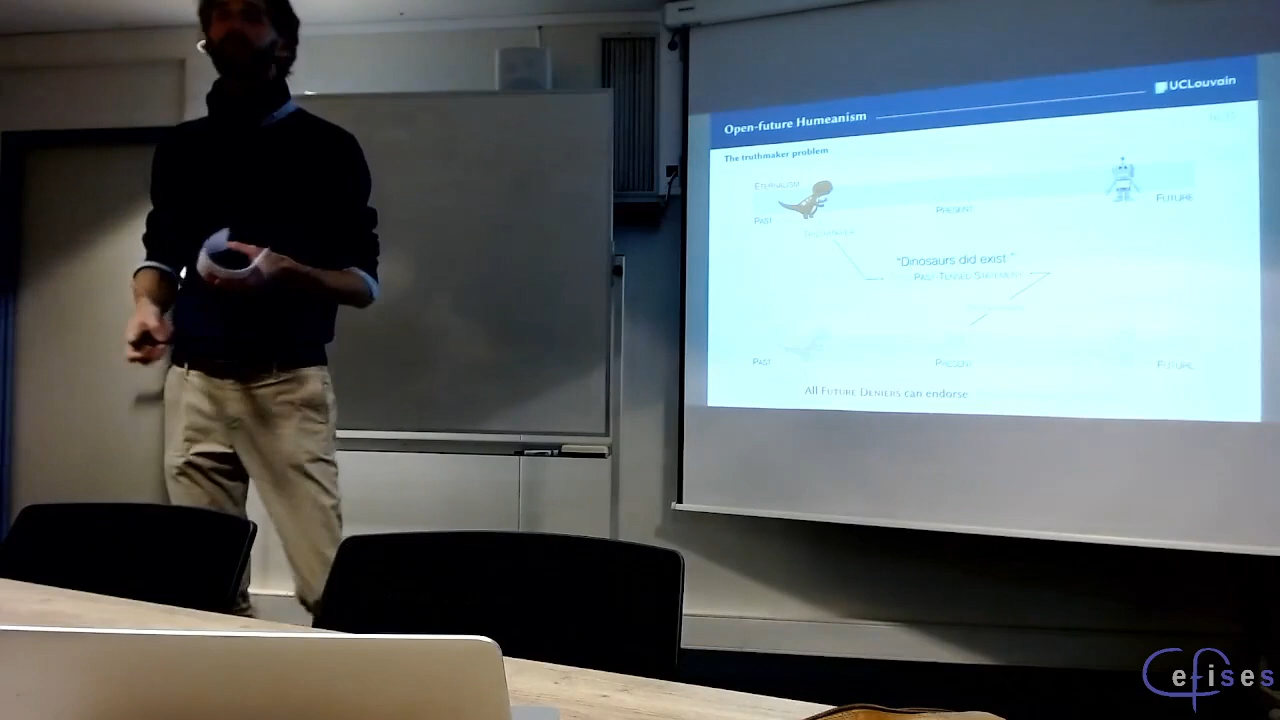 UCLouvain
Open-future Humeanism
The truthmaker problem
ETERNALISM
PAST
PRESENT
FUTURE
"Dinosaurs did exist."
PAST-TENSED STATEMENT
PAST
PRESENT
FUTURE
All FUTURE DENIERS can endorse
efises